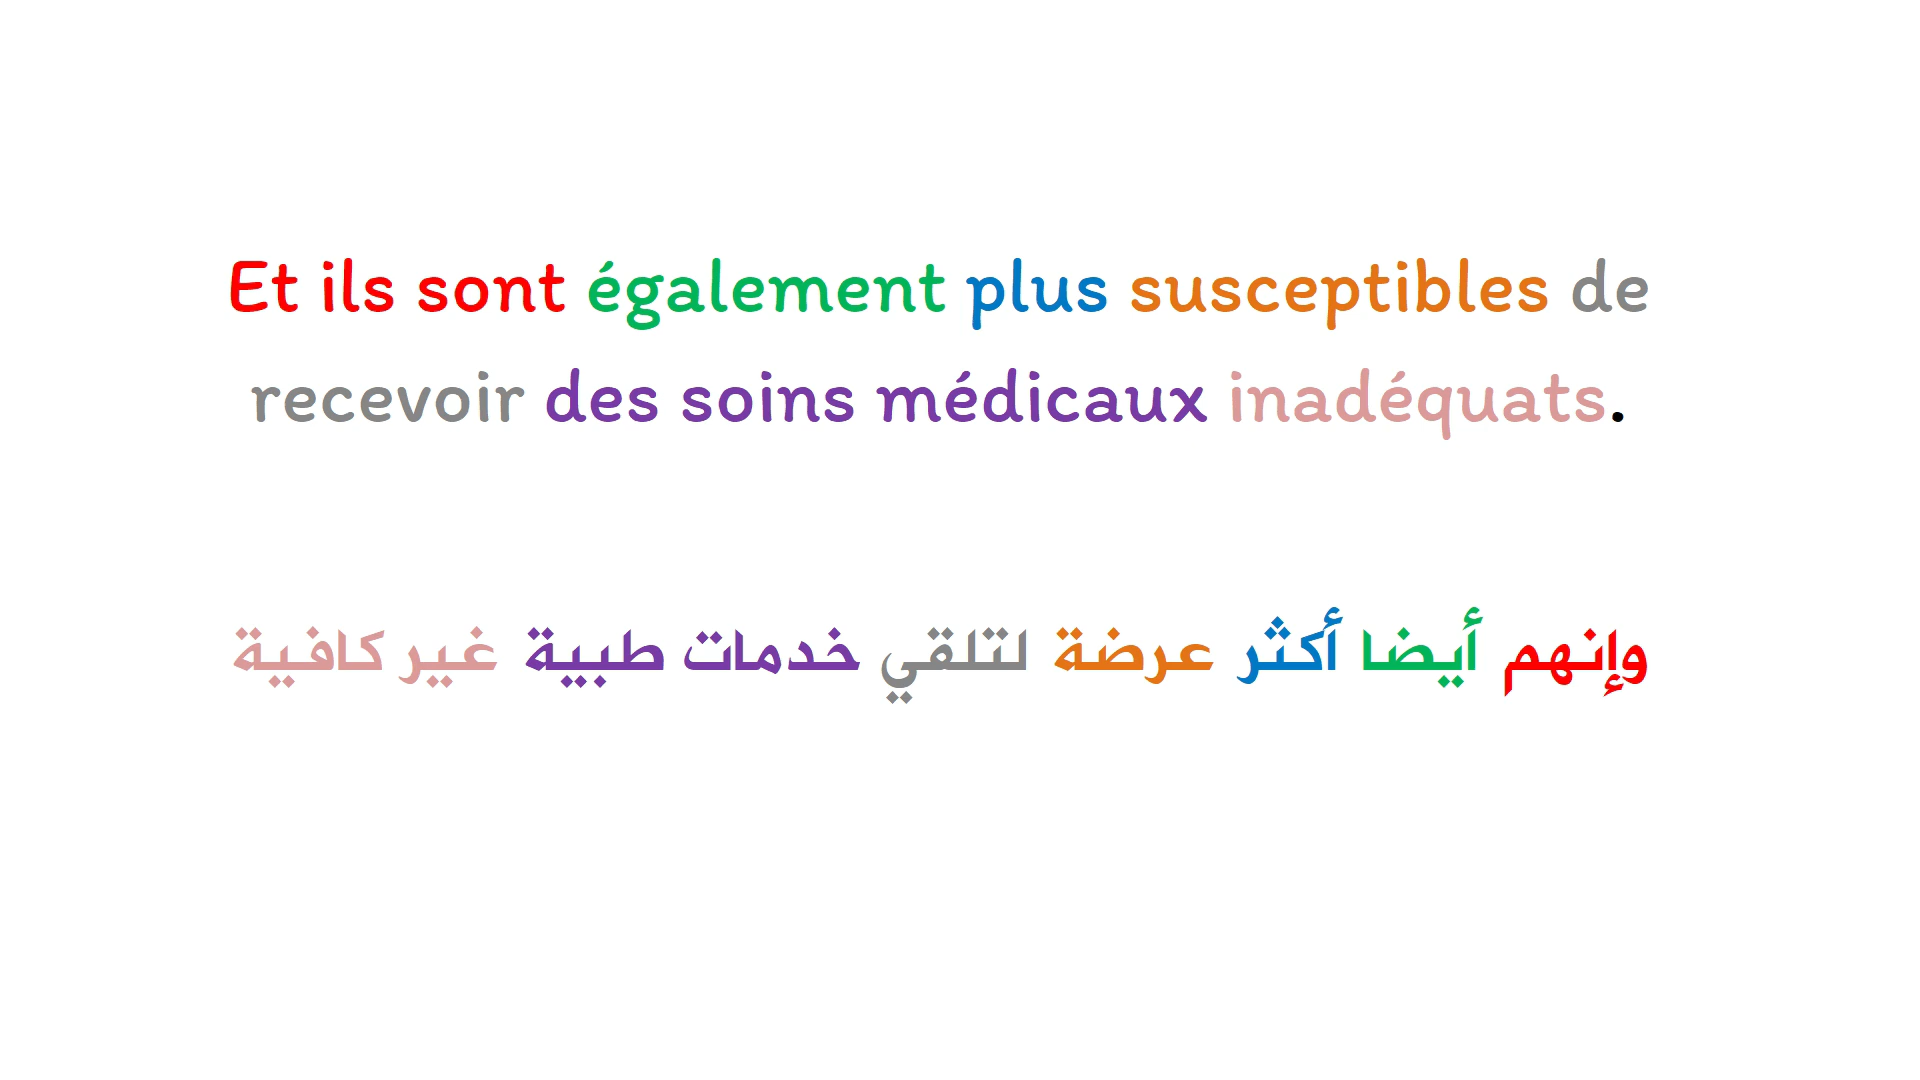 Et ils sont également plus susceptibles de
recevoir des soins médicaux inadéquats.
وإنهم أيضا أكثر عرضة لتلقي خدمات طبية غير كافية